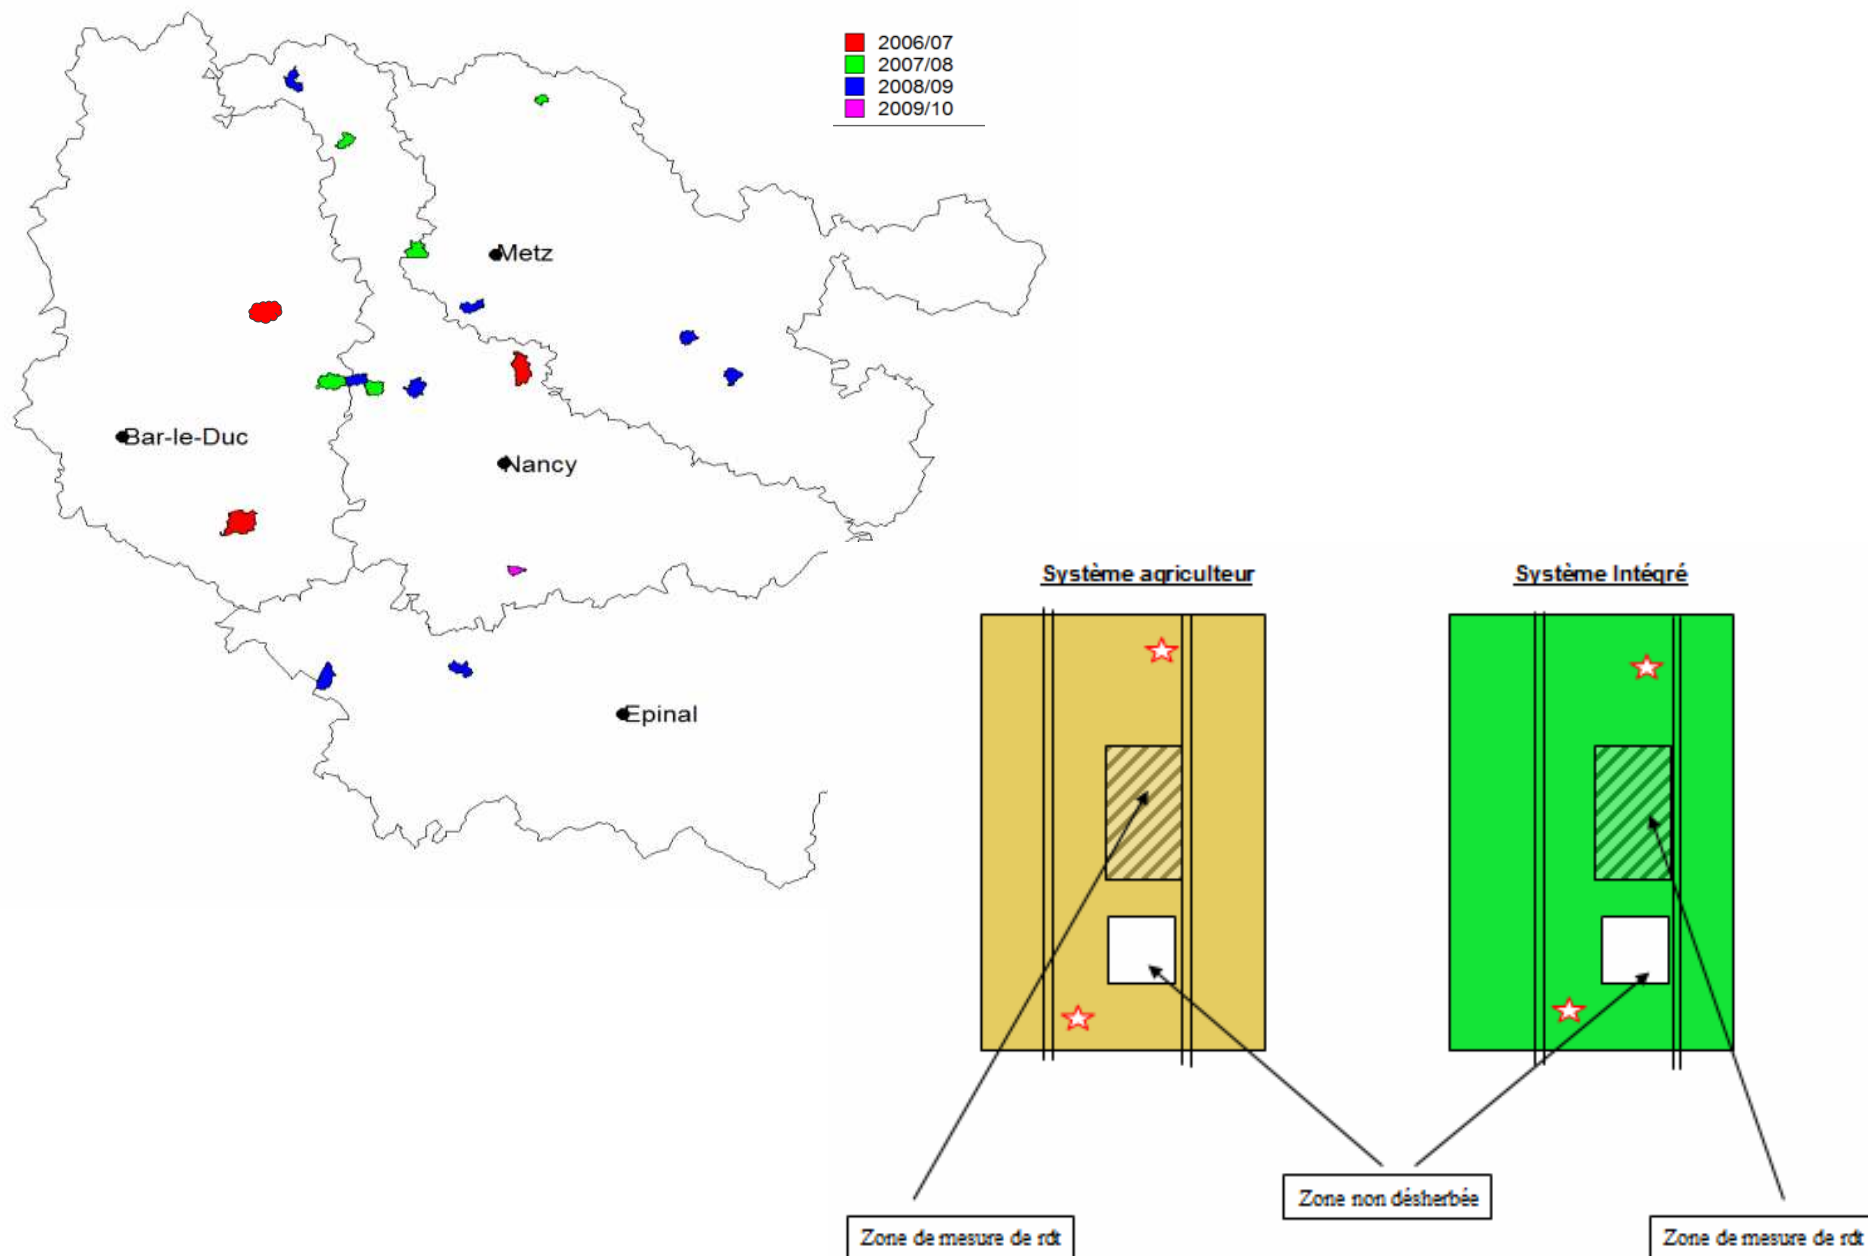 2006/07
2007/08
2008/09
2009/10
Metz
Bar-le-Duc
Nancy
Epinal
Système agriculteur
Système Intégré
Zone non désherbée
Zone de mesure de rdt
Zone de mesure de rdt